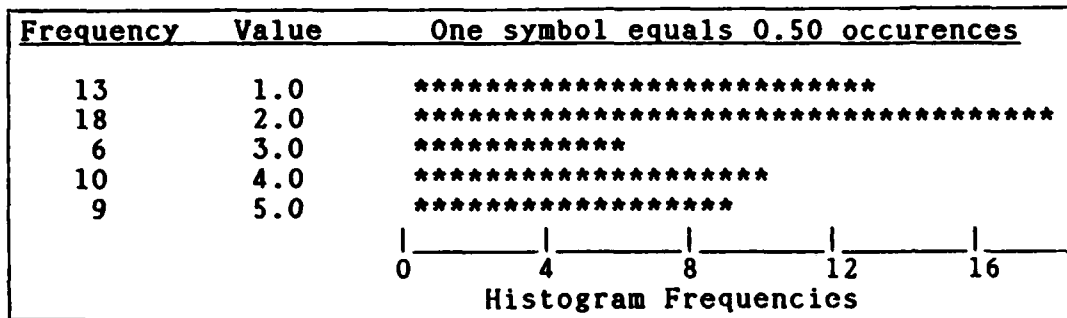 Frequency Value One symbol equals 0.50 occurences
13 1.0 **************************
18 2.0 ************************************
6 3.0 ************
10 4.0 ********************
9 5.0 ******************
0 4 8 12 16
Histogram Frequencies